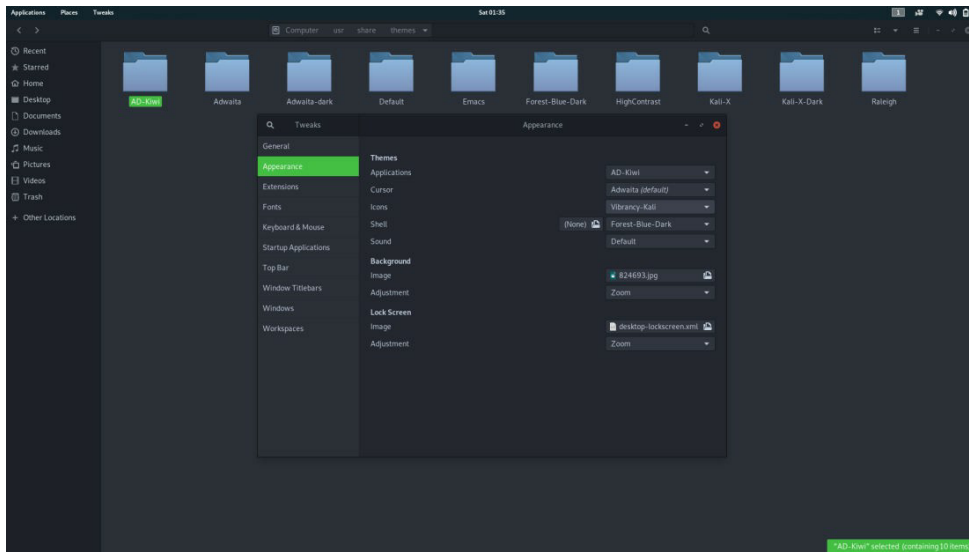 Applications Places Tweaks Sat 01:35 1
Computer usr share themes
Recent
Starred
Home
Desktop
Documents
Downloads
Music
Pictures
Videos
Trash
+ Other Locations
AD-Kiwi Adwaita Adwaita-dark Default Emacs Forest-Blue-Dark HighContrast Kali-X Kali-X-Dark Raleigh
Tweaks Appearance
General
Appearance
Extensions
Fonts
Keyboard & Mouse
Startup Applications
Top Bar
Window Titlebars
Windows
Workspaces
Themes
Applications AD-Kiwi
Cursor Adwaita (default)
Icons Vibrancy-Kali
Shell (None) Forest-Blue-Dark
Sound Default
Background
Image 824693.jpg
Adjustment Zoom
Lock Screen
Image desktop-lockscreen.xml
Adjustment Zoom
"AD-Kiwi" selected (containing 10 items